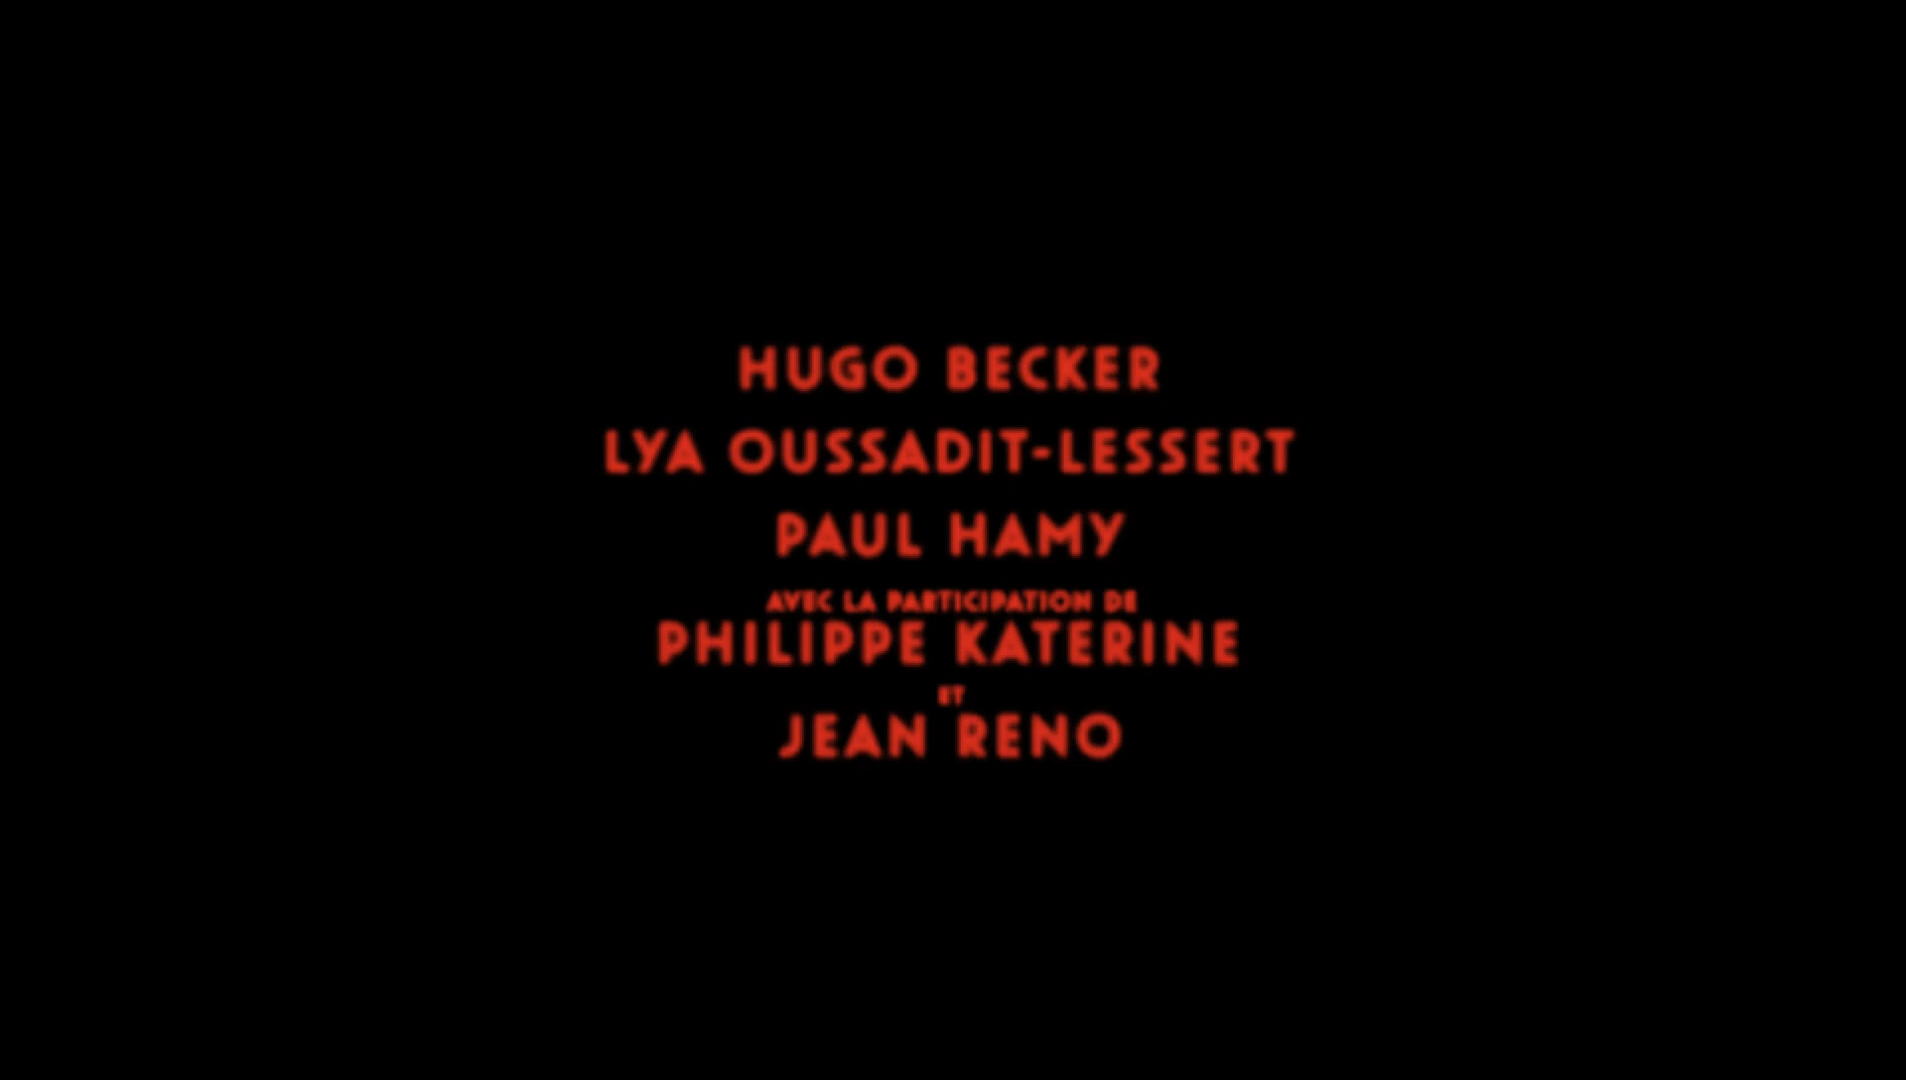 HUGO BECKER
LYA OUSSADIT-LESSERT
PAUL HAMY
AVEC LA PARTICIPATION DE
PHILIPPE KATERINE
ET
JEAN RENO